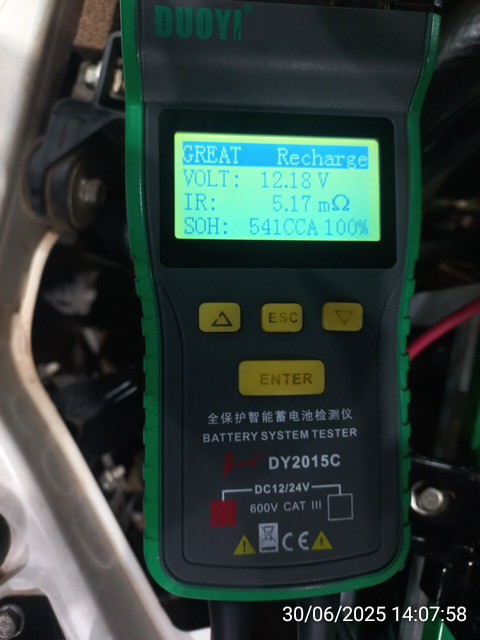 DUOYI®
GREAT Recharge
VOLT: 12.18 V
IR: 5.17 mΩ
SOH: 541CCA 100%
ESC
ENTER
全保护智能蓄电池检测仪
BATTERY SYSTEM TESTER
DY2015C
DC12/24V
600V CAT III
CE
30/06/2025 14:07:58